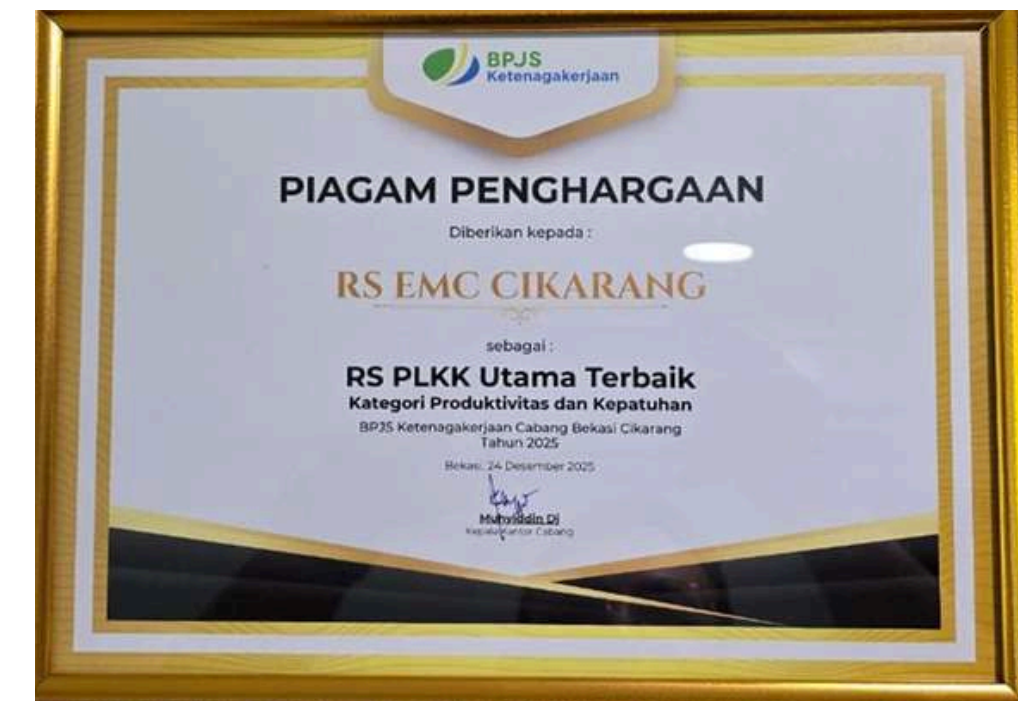 BPJS
Ketenagakerjaan
PIAGAM PENGHARGAAN
Diberikan kepada :
RS EMC CIKARANG
sebagai :
RS PLKK Utama Terbaik
Kategori Produktivitas dan Kepatuhan
BPJS Ketenagakerjaan Cabang Bekasi Cikarang
Tahun 2025
Bekasi, 24 Desember 2025
Muhyiddin Dj
Kepala Kantor Cabang